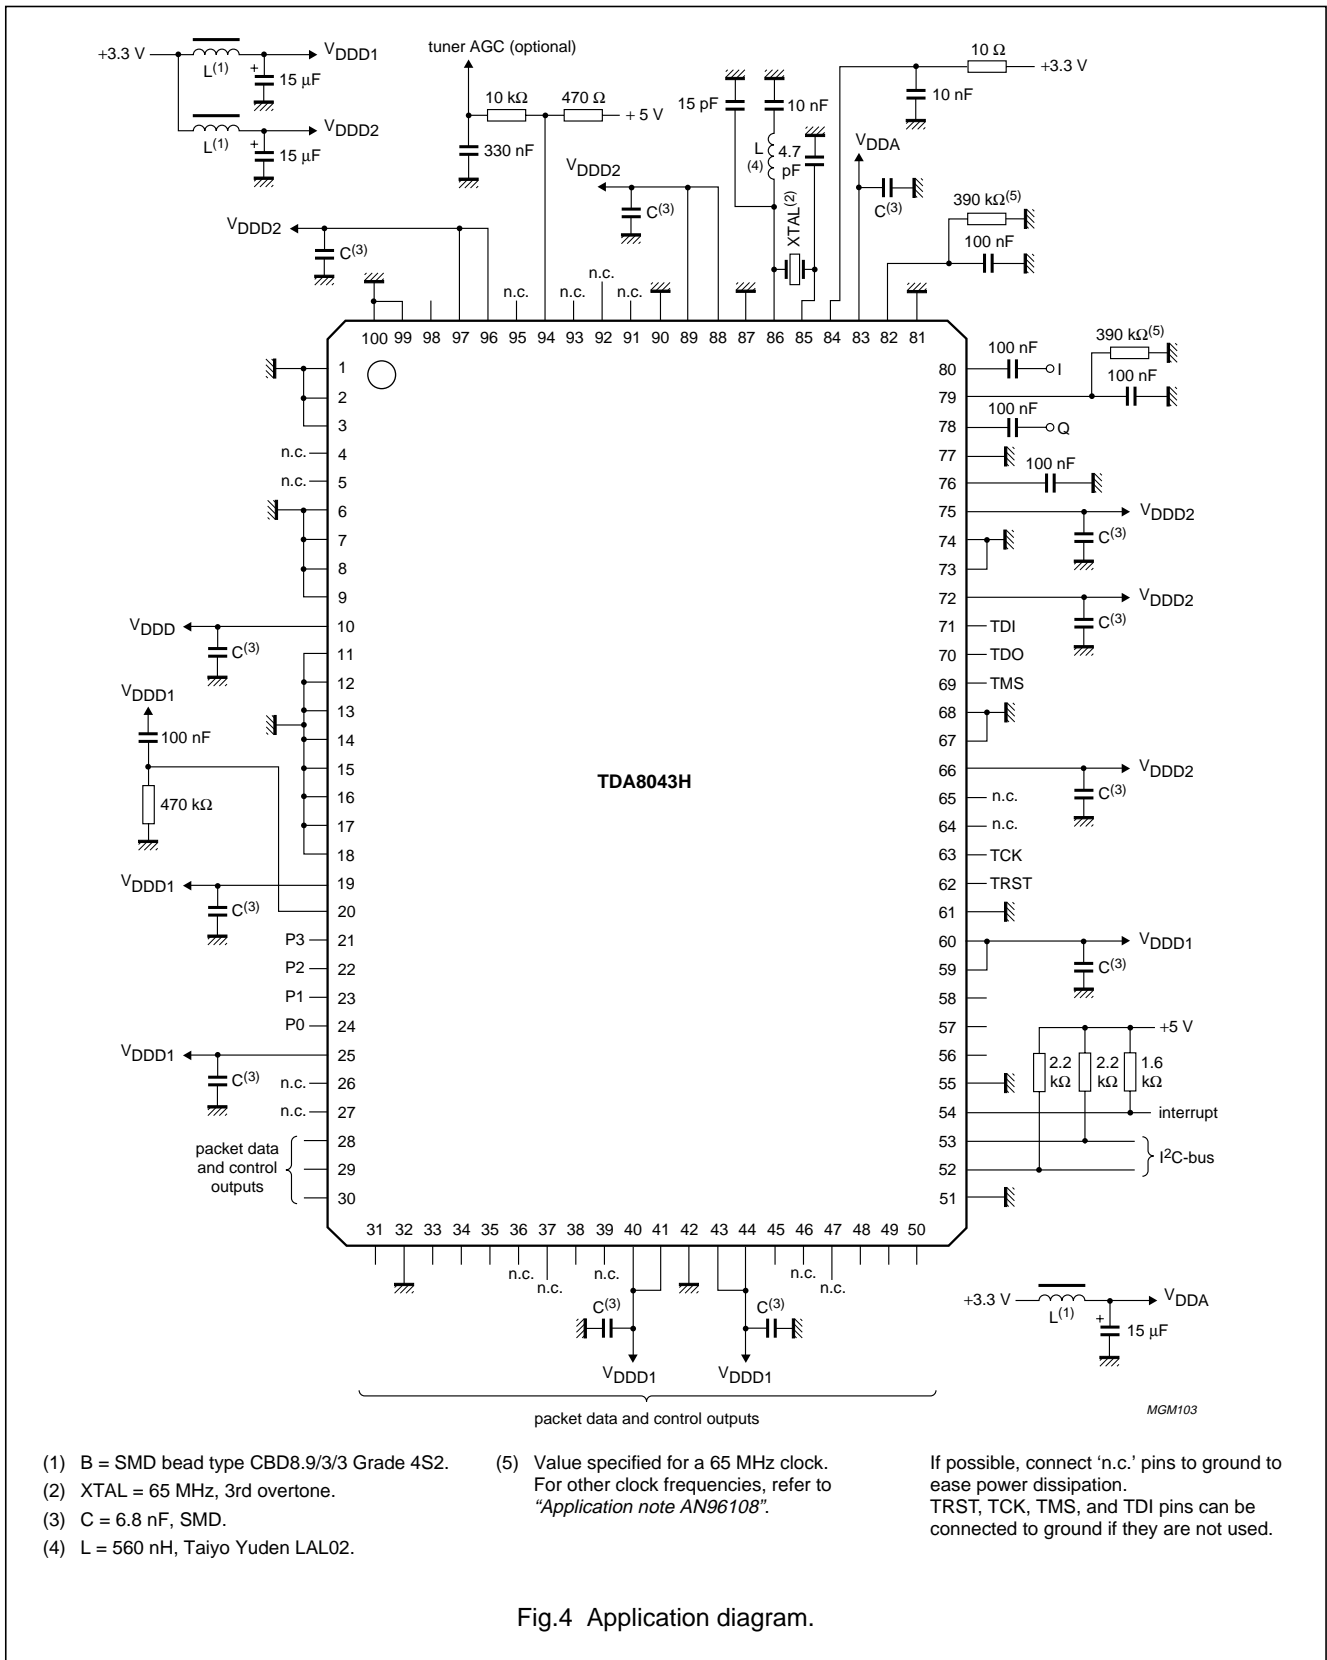 tuner AGC (optional)
+3.3 V
VDDD1
L(1)
+
15 μF
VDDD2
L(1)
+
15 μF
10 kΩ
470 Ω
+ 5 V
330 nF
15 pF
10 nF
L
(4)
4.7
pF
XTAL(2)
10 Ω
+3.3 V
10 nF
VDDA
C(3)
390 kΩ(5)
100 nF
VDDD2
C(3)
VDDD2
C(3)
n.c.
n.c.
n.c.
n.c.
100 99 98 97 96 95 94 93 92 91 90 89 88 87 86 85 84 83 82 81
1
2
3
n.c. 4
n.c. 5
6
7
8
9
VDDD 10
C(3)
11
12
VDDD1
13
100 nF
14
15
470 kΩ
16
17
18
VDDD1 19
C(3)
20
P3 21
P2 22
P1 23
P0 24
VDDD1 25
C(3)
n.c. 26
n.c. 27
packet data
and control
outputs
28
29
30
TDA8043H
80 100 nF I
390 kΩ(5)
79 100 nF
78 100 nF Q
77
76 100 nF
75 VDDD2
C(3)
74
73
72 VDDD2
C(3)
71 TDI
70 TDO
69 TMS
68
67
66 VDDD2
C(3)
65 n.c.
64 n.c.
63 TCK
62 TRST
61
60 VDDD1
C(3)
59
58
57
56
55
+5 V
2.2
kΩ
2.2
kΩ
1.6
kΩ
54 interrupt
53
52
I2C-bus
51
31 32 33 34 35 36 37 38 39 40 41 42 43 44 45 46 47 48 49 50
n.c.
n.c.
n.c.
n.c.
n.c.
C(3)
C(3)
VDDD1
VDDD1
+3.3 V
L(1)
+
15 μF
VDDA
packet data and control outputs
MGM103
(1) B = SMD bead type CBD8.9/3/3 Grade 4S2.
(2) XTAL = 65 MHz, 3rd overtone.
(3) C = 6.8 nF, SMD.
(4) L = 560 nH, Taiyo Yuden LAL02.
(5) Value specified for a 65 MHz clock.
For other clock frequencies, refer to
“Application note AN96108”.
If possible, connect ‘n.c.’ pins to ground to
ease power dissipation.
TRST, TCK, TMS, and TDI pins can be
connected to ground if they are not used.
Fig.4 Application diagram.